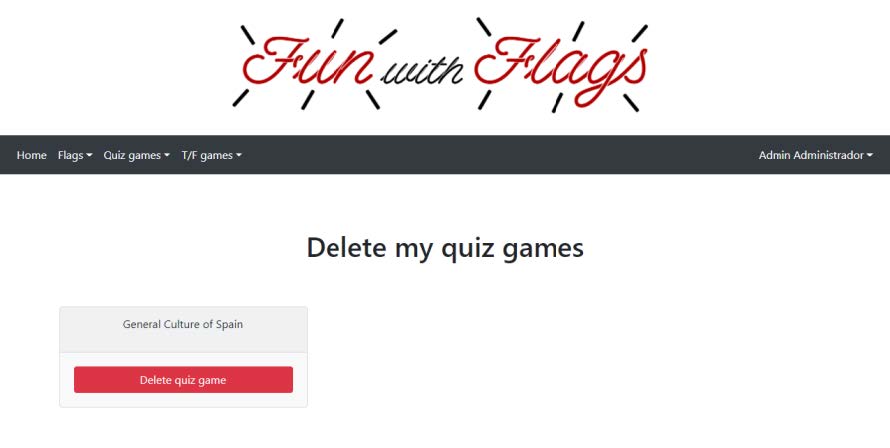 Fun with Flags
Home Flags Quiz games T/F games Admin Administrador
Delete my quiz games
General Culture of Spain
Delete quiz game